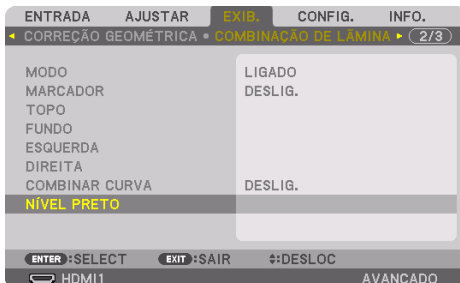 ENTRADA AJUSTAR EXIB. CONFIG. INFO.
CORREÇÃO GEOMÉTRICA • COMBINAÇÃO DE LÂMINA 2/3
MODO LIGADO
MARCADOR DESLIG.
TOPO
FUNDO
ESQUERDA
DIREITA
COMBINAR CURVA DESLIG.
NÍVEL PRETO
ENTER :SELECT EXIT :SAIR :DESLOC
HDMI1 AVANCADO